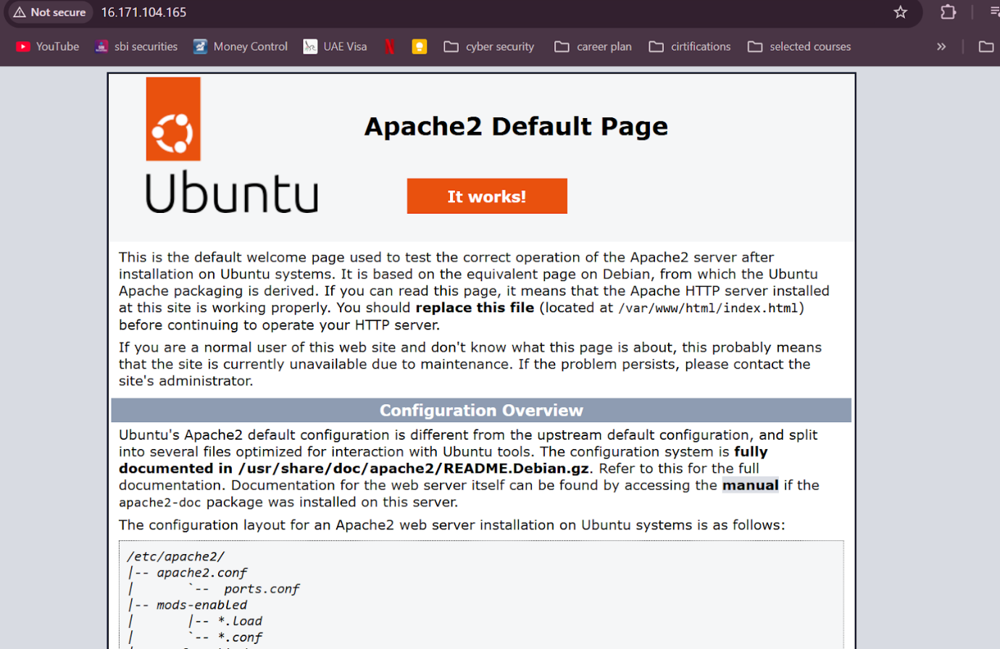 Not secure 16.171.104.165
YouTube sbi securities Money Control UAE Visa cyber security career plan cirtifications selected courses »
Apache2 Default Page
Ubuntu
It works!
This is the default welcome page used to test the correct operation of the Apache2 server after
installation on Ubuntu systems. It is based on the equivalent page on Debian, from which the Ubuntu
Apache packaging is derived. If you can read this page, it means that the Apache HTTP server installed
at this site is working properly. You should replace this file (located at /var/www/html/index.html)
before continuing to operate your HTTP server.
If you are a normal user of this web site and don't know what this page is about, this probably means
that the site is currently unavailable due to maintenance. If the problem persists, please contact the
site's administrator.
Configuration Overview
Ubuntu's Apache2 default configuration is different from the upstream default configuration, and split
into several files optimized for interaction with Ubuntu tools. The configuration system is fully
documented in /usr/share/doc/apache2/README.Debian.gz. Refer to this for the full
documentation. Documentation for the web server itself can be found by accessing the manual if the
apache2-doc package was installed on this server.
The configuration layout for an Apache2 web server installation on Ubuntu systems is as follows:
/etc/apache2/
|-- apache2.conf
|       `--  ports.conf
|-- mods-enabled
|       |-- *.load
|       `-- *.conf